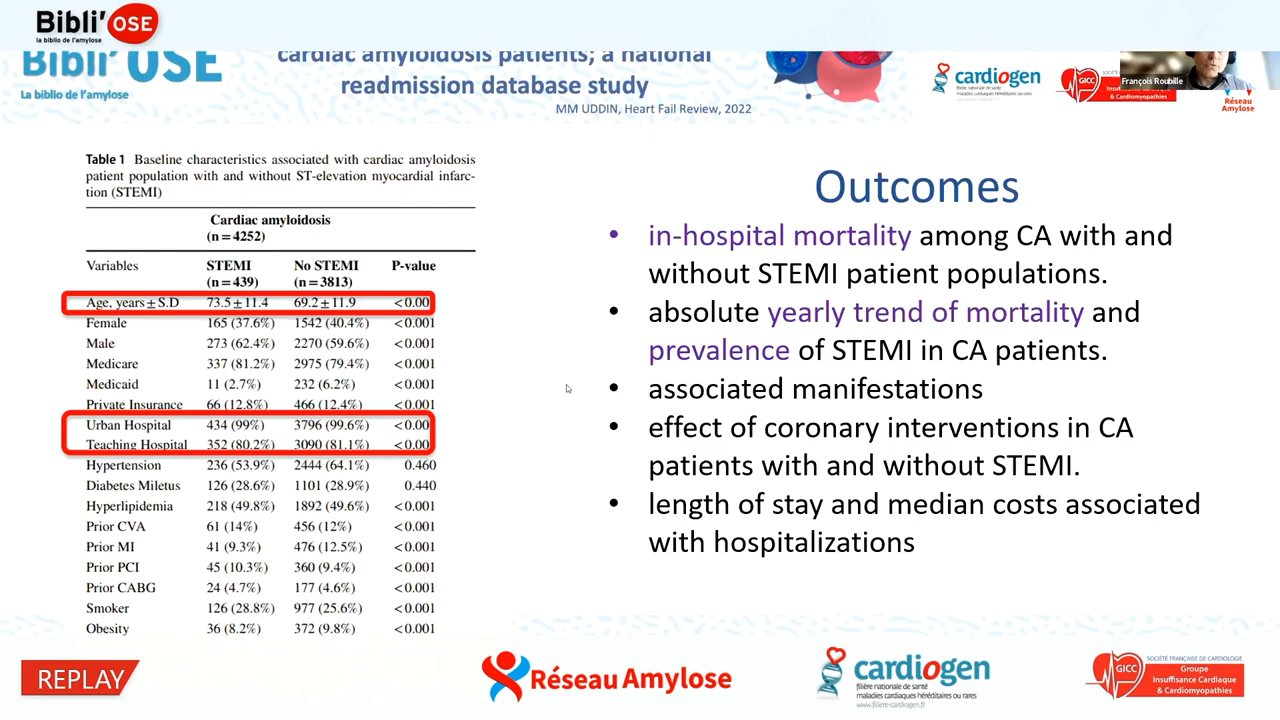 Bibli'OSE
la biblio de l'amylose
Bibli'OSE
La biblio de l'amylose
cardiac amyloidosis patients; a national
readmission database study
MM UDDIN, Heart Fail Review, 2022
cardiogen
filière nationale de santé
maladies cardiaques héréditaires ou rares
GICC
& Cardiomyopathies
François Roubille
Réseau
Amylose
Table 1 Baseline characteristics associated with cardiac amyloidosis
patient population with and without ST-elevation myocardial infarc-
tion (STEMI)
Cardiac amyloidosis
(n=4252)
Variables STEMI No STEMI P-value
(n=439) (n=3813)
Age, years±S.D 73.5±11.4 69.2±11.9 <0.00
Female 165 (37.6%) 1542 (40.4%) <0.001
Male 273 (62.4%) 2270 (59.6%) <0.001
Medicare 337 (81.2%) 2975 (79.4%) <0.001
Medicaid 11 (2.7%) 232 (6.2%) <0.001
Private Insurance 66 (12.8%) 466 (12.4%) <0.001
Urban Hospital 434 (99%) 3796 (99.6%) <0.00
Teaching Hospital 352 (80.2%) 3090 (81.1%) <0.00
Hypertension 236 (53.9%) 2444 (64.1%) 0.460
Diabetes Miletus 126 (28.6%) 1101 (28.9%) 0.440
Hyperlipidemia 218 (49.8%) 1892 (49.6%) <0.001
Prior CVA 61 (14%) 456 (12%) <0.001
Prior MI 41 (9.3%) 476 (12.5%) <0.001
Prior PCI 45 (10.3%) 360 (9.4%) <0.001
Prior CABG 24 (4.7%) 177 (4.6%) <0.001
Smoker 126 (28.8%) 977 (25.6%) <0.001
Obesity 36 (8.2%) 372 (9.8%) <0.001
Outcomes
• in-hospital mortality among CA with and
without STEMI patient populations.
• absolute yearly trend of mortality and
prevalence of STEMI in CA patients.
• associated manifestations
• effect of coronary interventions in CA
patients with and without STEMI.
• length of stay and median costs associated
with hospitalizations
REPLAY
Réseau Amylose
cardiogen
filière nationale de santé
maladies cardiaques héréditaires ou rares
www.filiere-cardiogen.fr
GICC
SOCIÉTÉ FRANÇAISE DE CARDIOLOGIE
Groupe
Insuffisance Cardiaque
& Cardiomyopathies